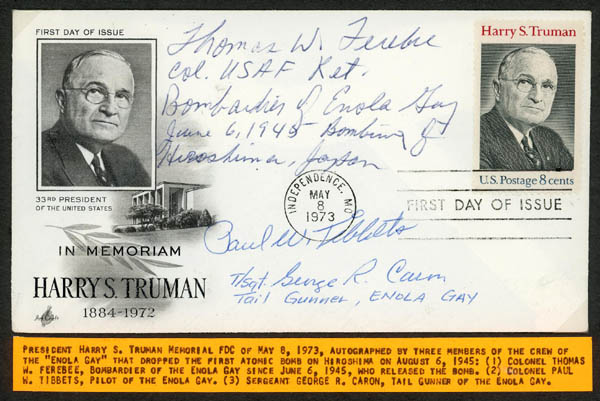 FIRST DAY OF ISSUE
Thomas W. Ferebee
Col. USAF Ret.
Bombardier of Enola Gay
June 6, 1945 - Bombing of
Hiroshima, Japan
Harry S. Truman
U.S. Postage 8 cents
33RD PRESIDENT
OF THE UNITED STATES
INDEPENDENCE, MO
MAY
8
1973
FIRST DAY OF ISSUE
Paul W. Tibbets
IN MEMORIAM
HARRY S. TRUMAN
1884-1972
T/Sgt. George R. Caron
Tail Gunner, ENOLA GAY
PRESIDENT HARRY S. TRUMAN MEMORIAL FDC OF MAY 8, 1973, AUTOGRAPHED BY THREE MEMBERS OF THE CREW OF
THE "ENOLA GAY" THAT DROPPED THE FIRST ATOMIC BOMB ON HIROSHIMA ON AUGUST 6, 1945: (1) COLONEL THOMAS
W. FEREBEE, BOMBARDIER OF THE ENOLA GAY SINCE JUNE 6, 1945, WHO RELEASED THE BOMB. (2) COLONEL PAUL
W. TIBBETS, PILOT OF THE ENOLA GAY. (3) SERGEANT GEORGE R. CARON, TAIL GUNNER OF THE ENOLA GAY.